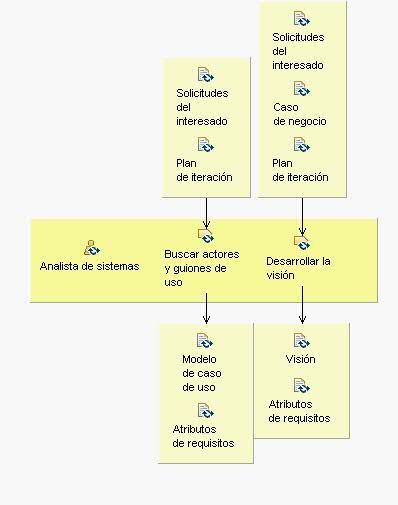 Solicitudes
del
interesado
Plan
de iteración
Solicitudes
del
interesado
Caso
de negocio
Plan
de iteración
Analista de sistemas
Buscar actores
y guiones de
uso
Desarrollar la
visión
Modelo
de caso
de uso
Atributos
de requisitos
Visión
Atributos
de requisitos